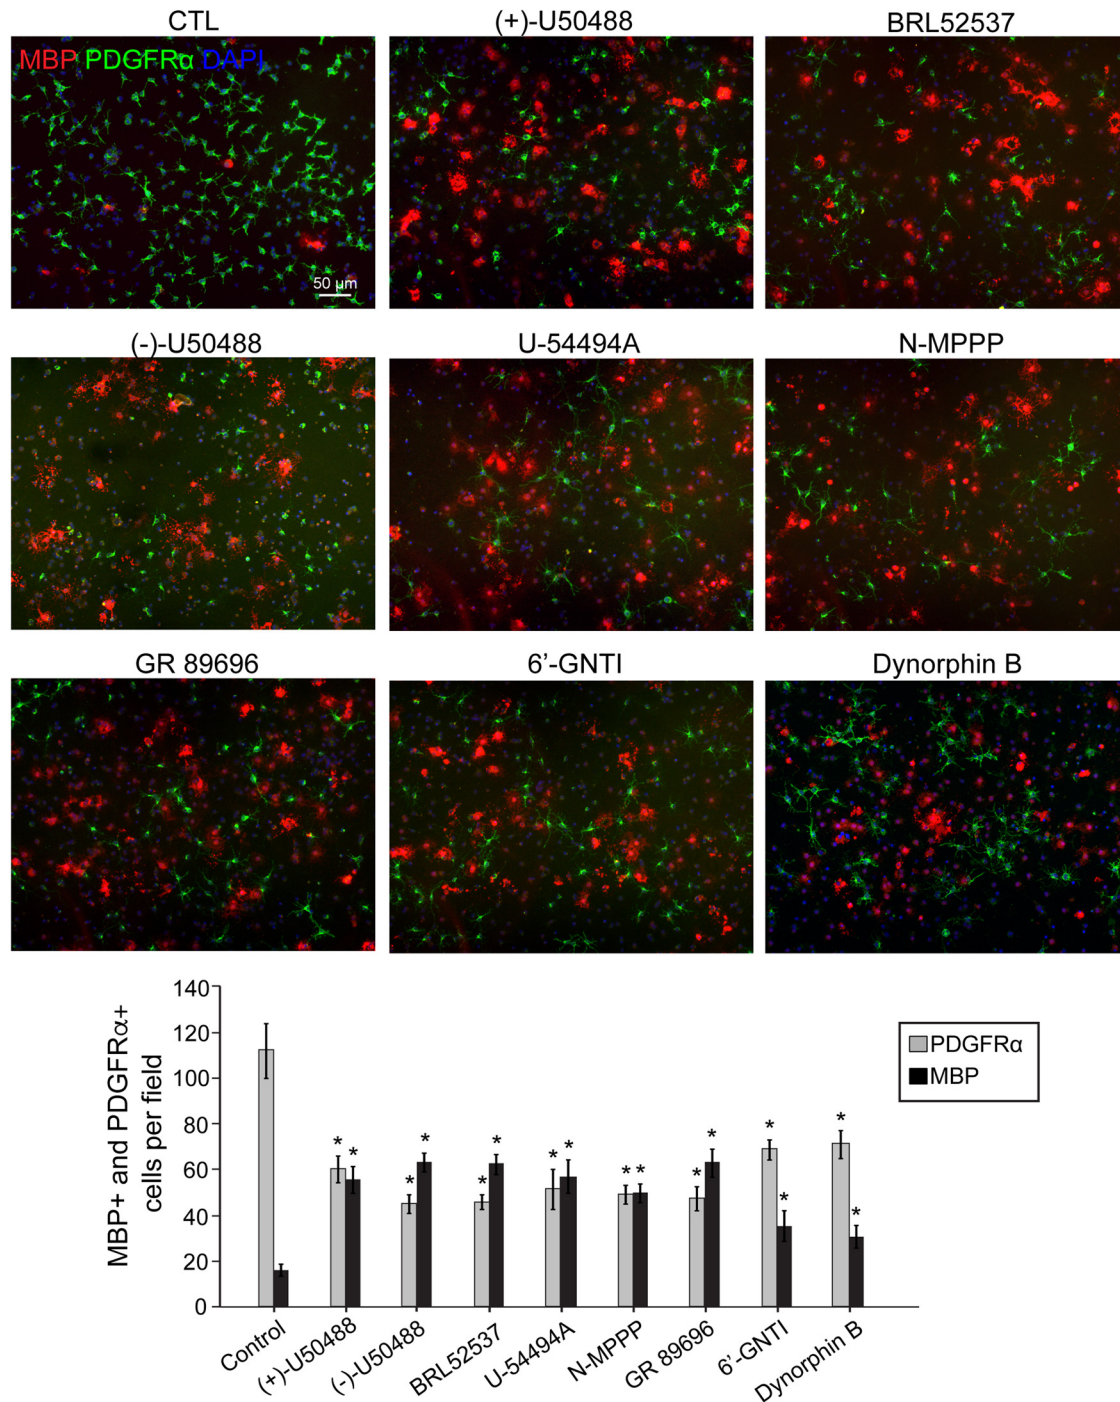 CTL
(+)-U50488
BRL52537
MBP PDGFRα DAPI
50 µm
(-)-U50488
U-54494A
N-MPPP
GR 89696
6’-GNTI
Dynorphin B
MBP+ and PDGFRα+
cells per field
140
120
100
80
60
40
20
0
* * * * * * * * * * * * * * * *
PDGFRα
MBP
Control
(+)-U50488
(-)-U50488
BRL52537
U-54494A
N-MPPP
GR 89696
6’-GNTI
Dynorphin B